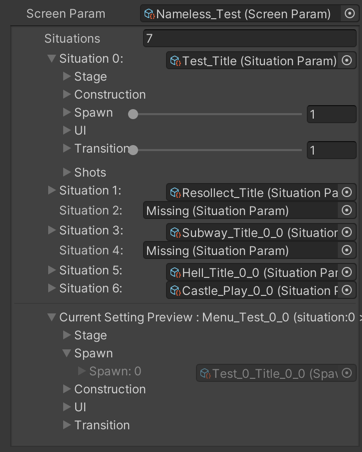 Screen Param Nameless_Test (Screen Param)
Situations 7
Situation 0: Test_Title (Situation Param)
Stage
Construction
Spawn 1
UI
Transition 1
Shots
Situation 1: Resollect_Title (Situation Pa
Situation 2: Missing (Situation Param)
Situation 3: Subway_Title_0_0 (Situation
Situation 4: Missing (Situation Param)
Situation 5: Hell_Title_0_0 (Situation Par
Situation 6: Castle_Play_0_0 (Situation F
Current Setting Preview : Menu_Test_0_0 (situation:0 >
Stage
Spawn
Spawn: 0 Test_0_Title_0_0 (Spa
Construction
UI
Transition